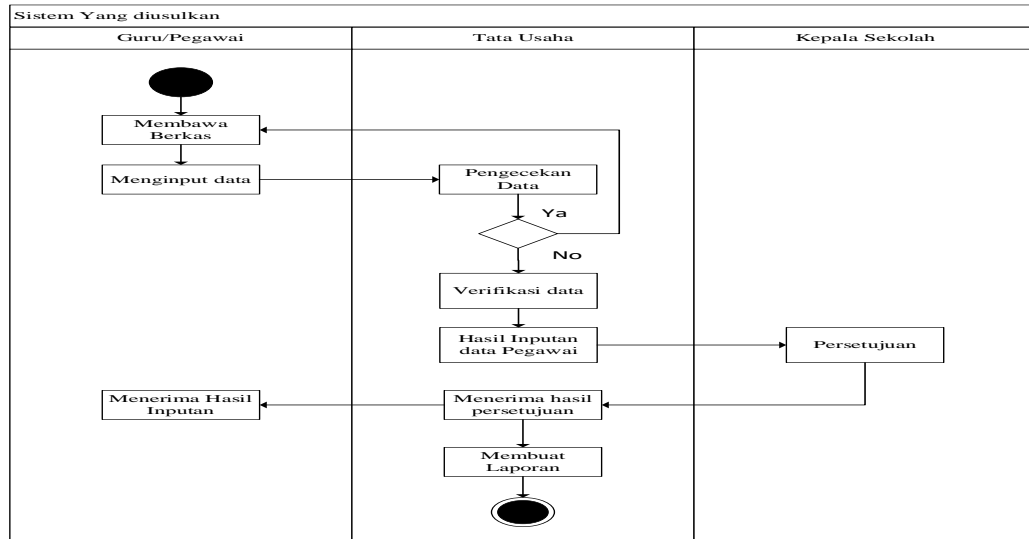 Sistem Yang diusulkan
Guru/Pegawai
Tata Usaha
Kepala Sekolah
Membawa
Berkas
Menginput data
Pengecekan
Data
Ya
No
Verifikasi data
Hasil Inputan
data Pegawai
Persetujuan
Menerima Hasil
Inputan
Menerima hasil
persetujuan
Membuat
Laporan